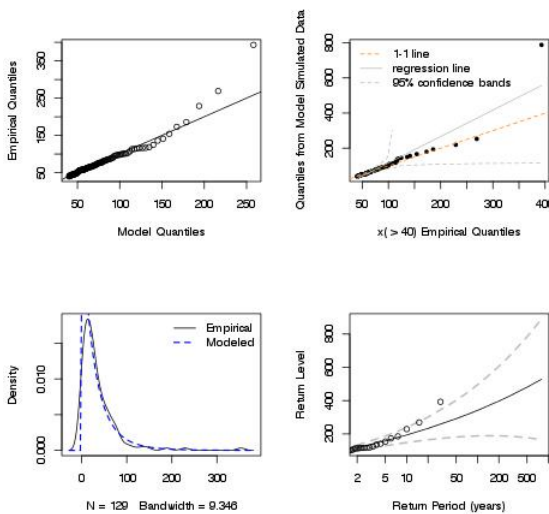 Empirical Quantiles
50 150 250 350
50 100 150 200 250
Model Quantiles
Quantiles from Model Simulated Data
200 400 600 800
1-1 line
regression line
95% confidence bands
100 200 300 400
x( > 40) Empirical Quantiles
Density
0.000 0.010
Empirical
Modeled
0 100 200 300
N = 129 Bandwidth = 9.346
Return Level
200 400 600 800
2 5 10 50 200 500
Return Period (years)